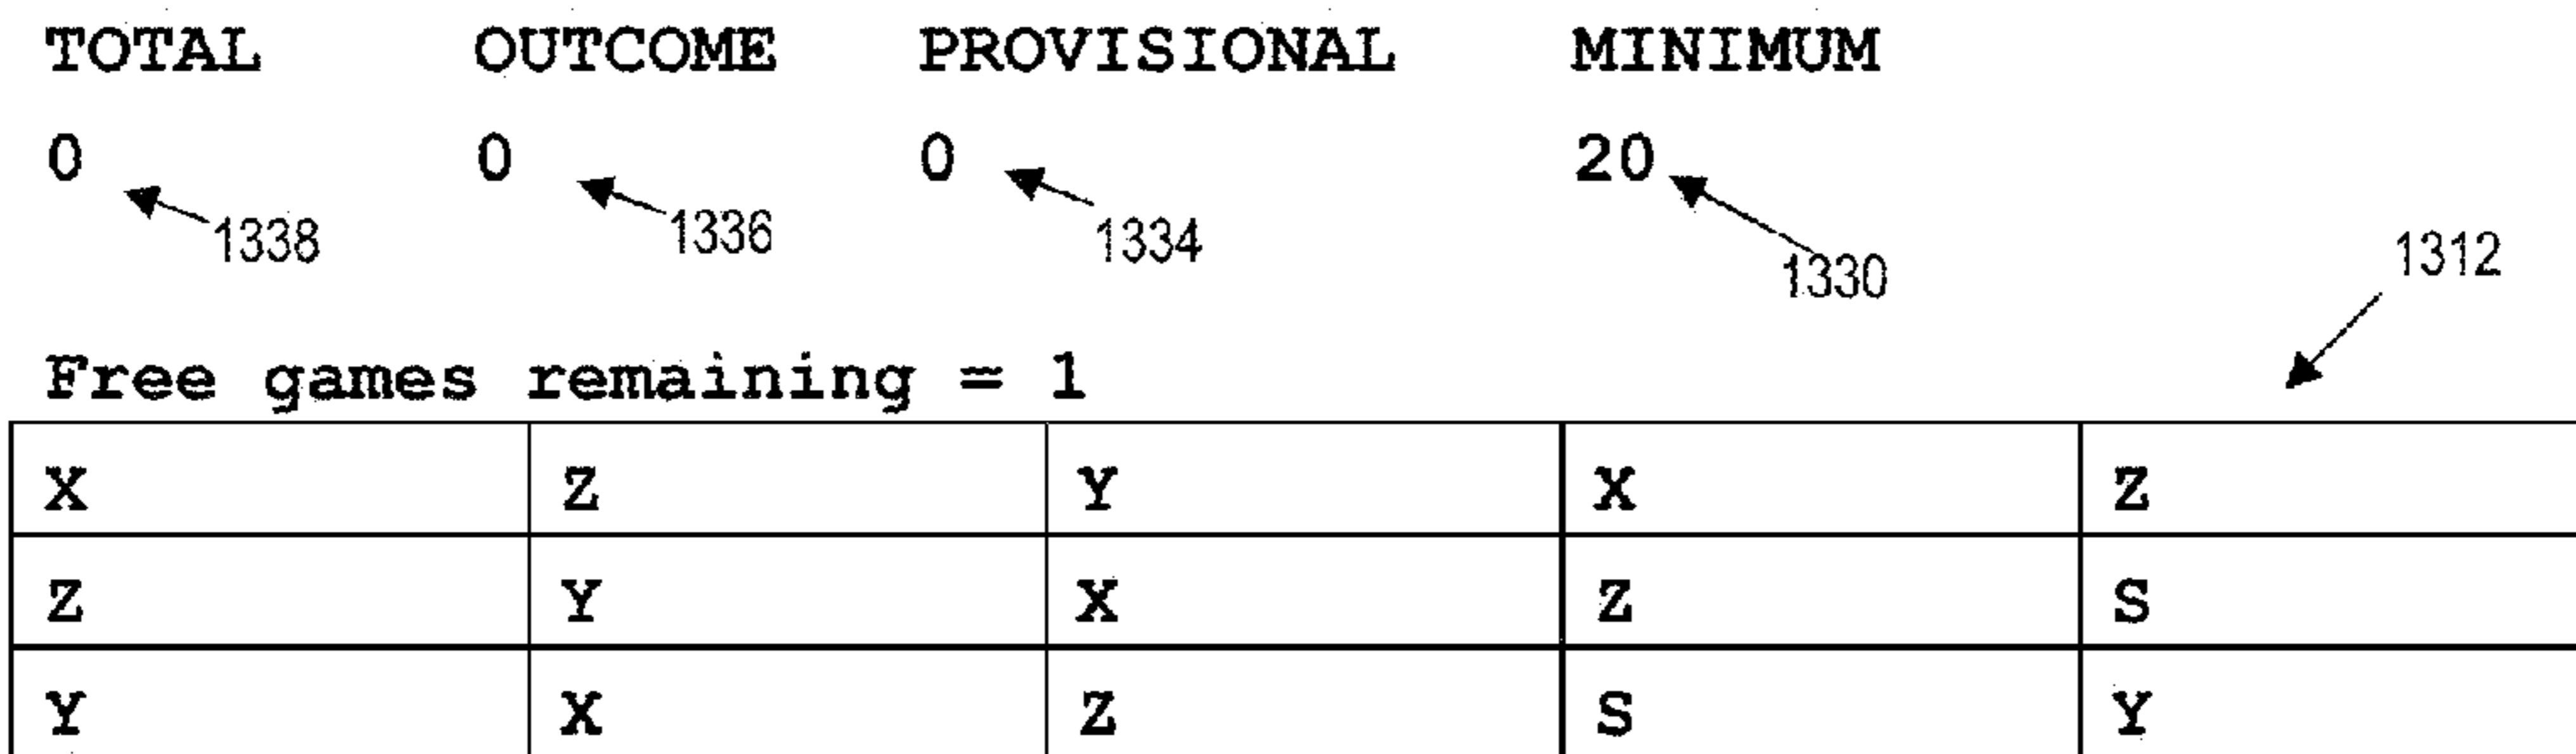 TOTAL OUTCOME PROVISIONAL MINIMUM
0 0 0 20
1338 1336 1334 1330 1312
Free games remaining = 1
X Z Y X Z
Z Y X Z S
Y X Z S Y